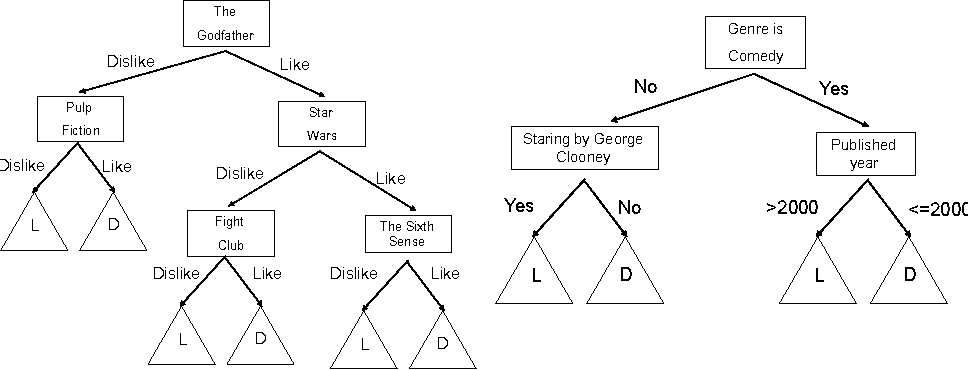 The
Godfather
Dislike
Like
Pulp
Fiction
Star
Wars
Dislike
Like
Dislike
Like
L
D
Fight
Club
The Sixth
Sense
Dislike
Like
Dislike
Like
L
D
L
D
Genre is
Comedy
No
Yes
Staring by George
Clooney
Published
year
Yes
No
>2000
<=2000
L
D
L
D